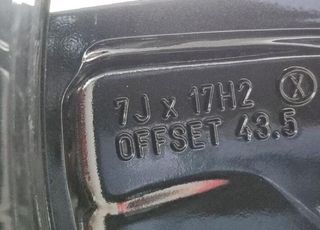 7J x 17H2 Ⓧ
OFFSET 43.5